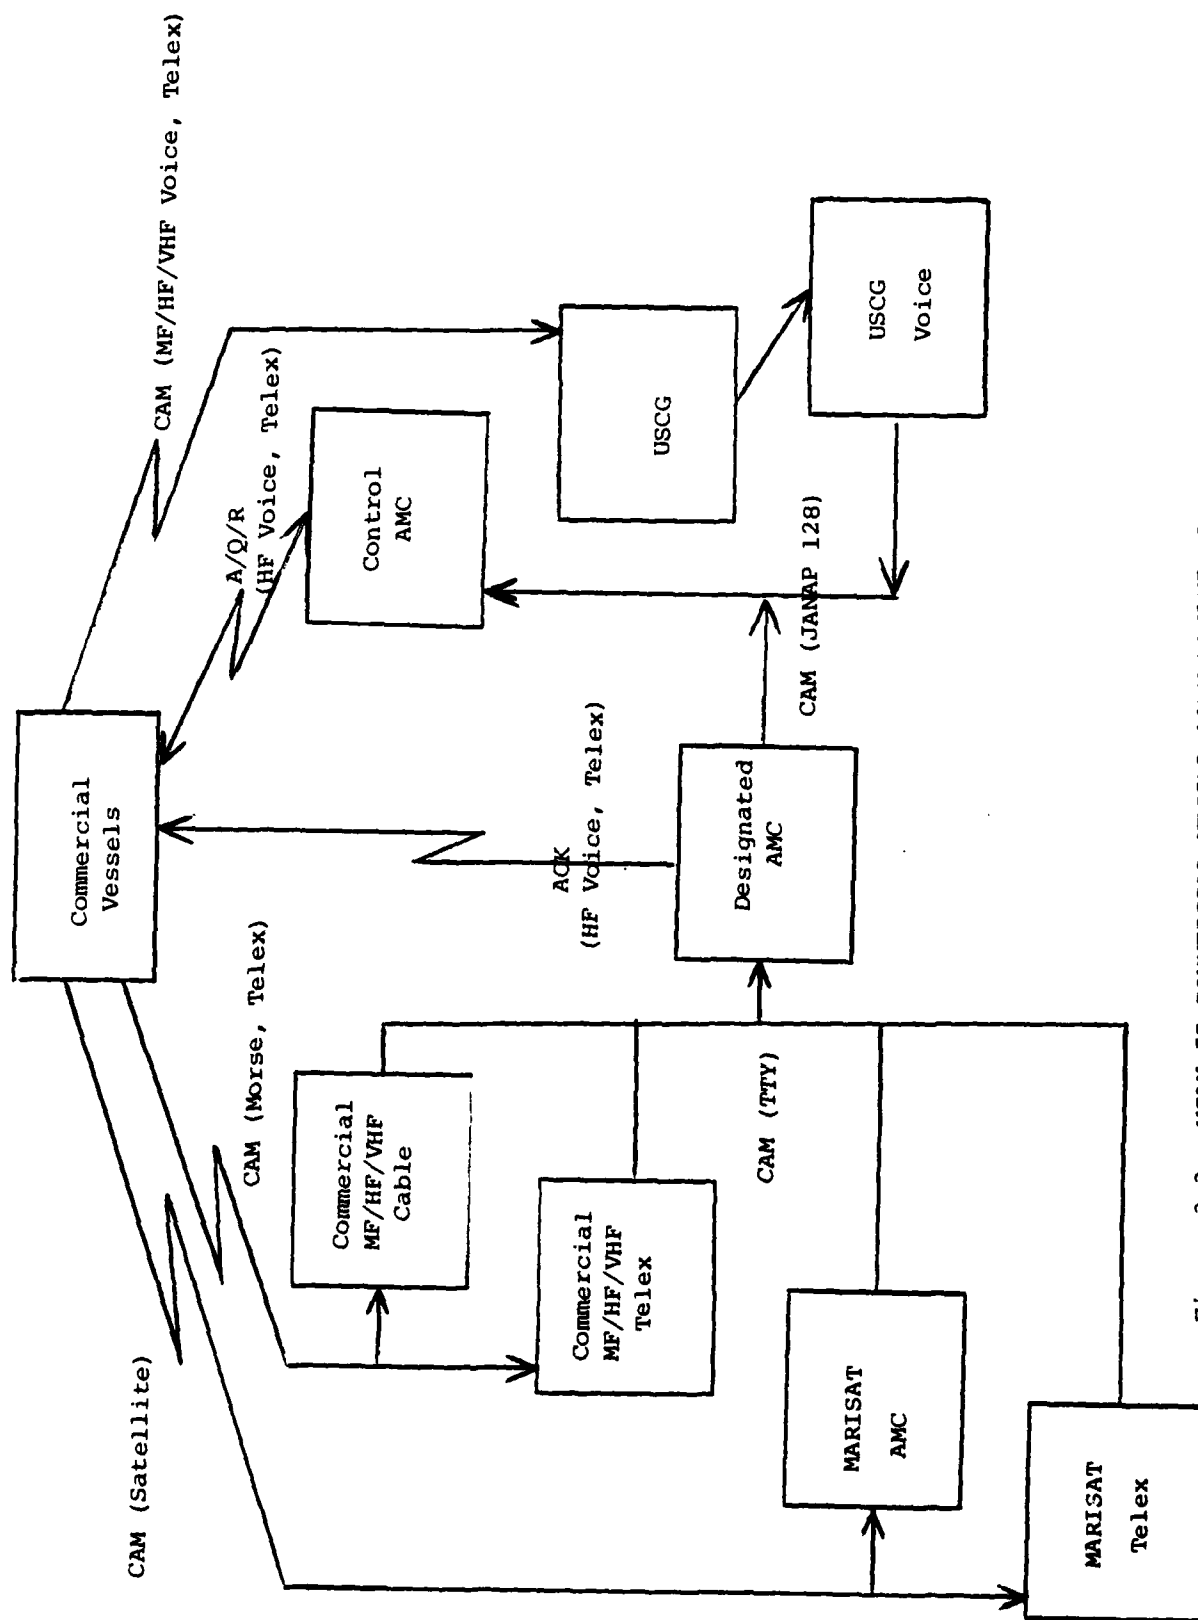 Commercial
Vessels
CAM (Satellite)
CAM (Morse, Telex)
CAM (MF/HF/VHF Voice, Telex)
A/Q/R
(HF Voice, Telex)
ACK
(HF Voice, Telex)
Commercial
MF/HF/VHF
Cable
Commercial
MF/HF/VHF
Telex
MARISAT
AMC
MARISAT
Telex
CAM (TTY)
Designated
AMC
CAM (JANAP 128)
Control
AMC
USCG
USCG
Voice